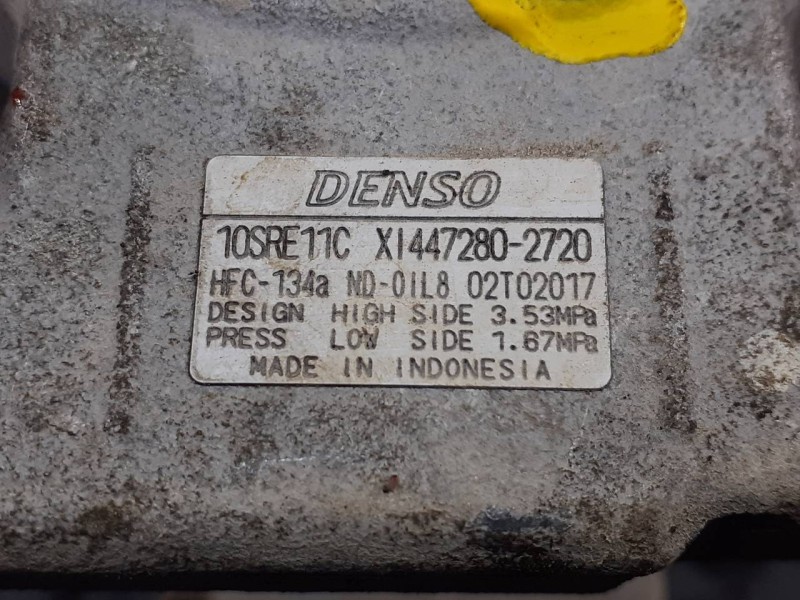 DENSO
10SRE11C XI447280-2720
HFC-134a ND-OIL8 02T02017
DESIGN HIGH SIDE 3.53MPa
PRESS LOW SIDE 1.67MPa
MADE IN INDONESIA